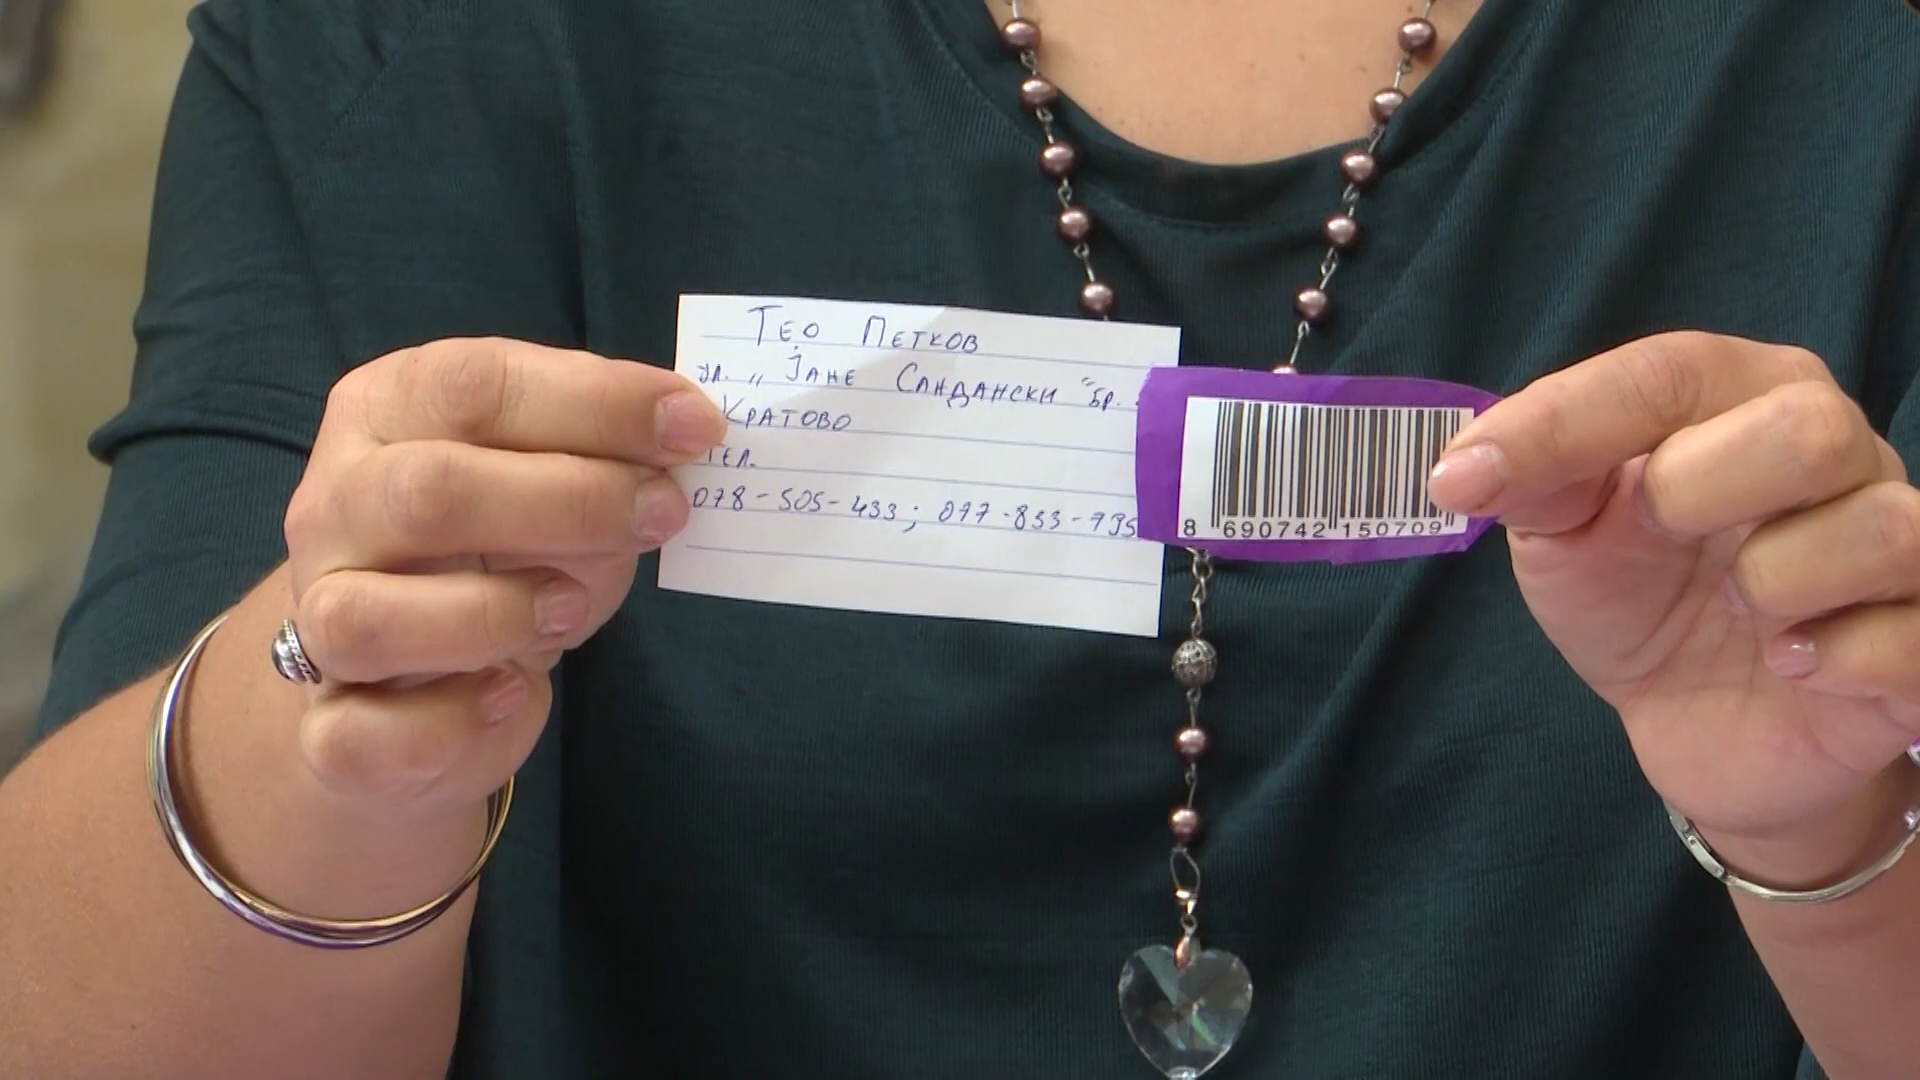 Тео Петков
ул. „Јане Сандански“ бр.
Кратово
тел.
078-505-433; 077-833-795
8 690742 150709